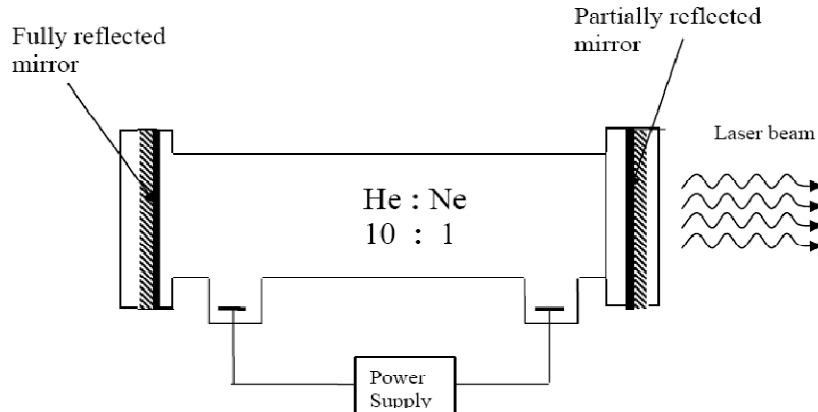 Fully reflected
mirror
Partially reflected
mirror
Laser beam
He : Ne
10 : 1
Power
Supply